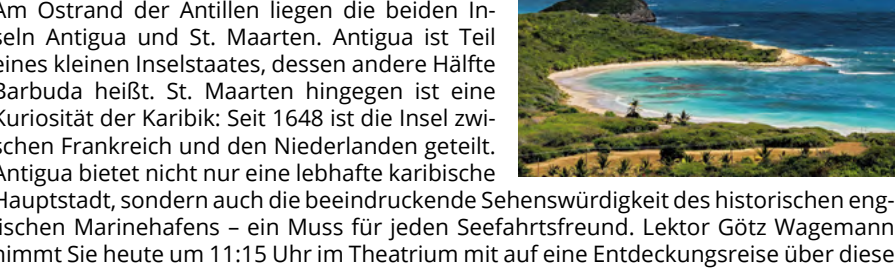 Am Ostrand der Antillen liegen die beiden In-
seln Antigua und St. Maarten. Antigua ist Teil
eines kleinen Inselstaates, dessen andere Hälfte
Barbuda heißt. St. Maarten hingegen ist eine
Kuriosität der Karibik: Seit 1648 ist die Insel zwi-
schen Frankreich und den Niederlanden geteilt.
Antigua bietet nicht nur eine lebhafte karibische
Hauptstadt, sondern auch die beeindruckende Sehenswürdigkeit des historischen eng-
lischen Marinehafens – ein Muss für jeden Seefahrtsfreund. Lektor Götz Wagemann
nimmt Sie heute um 11:15 Uhr im Theatrium mit auf eine Entdeckungsreise über diese